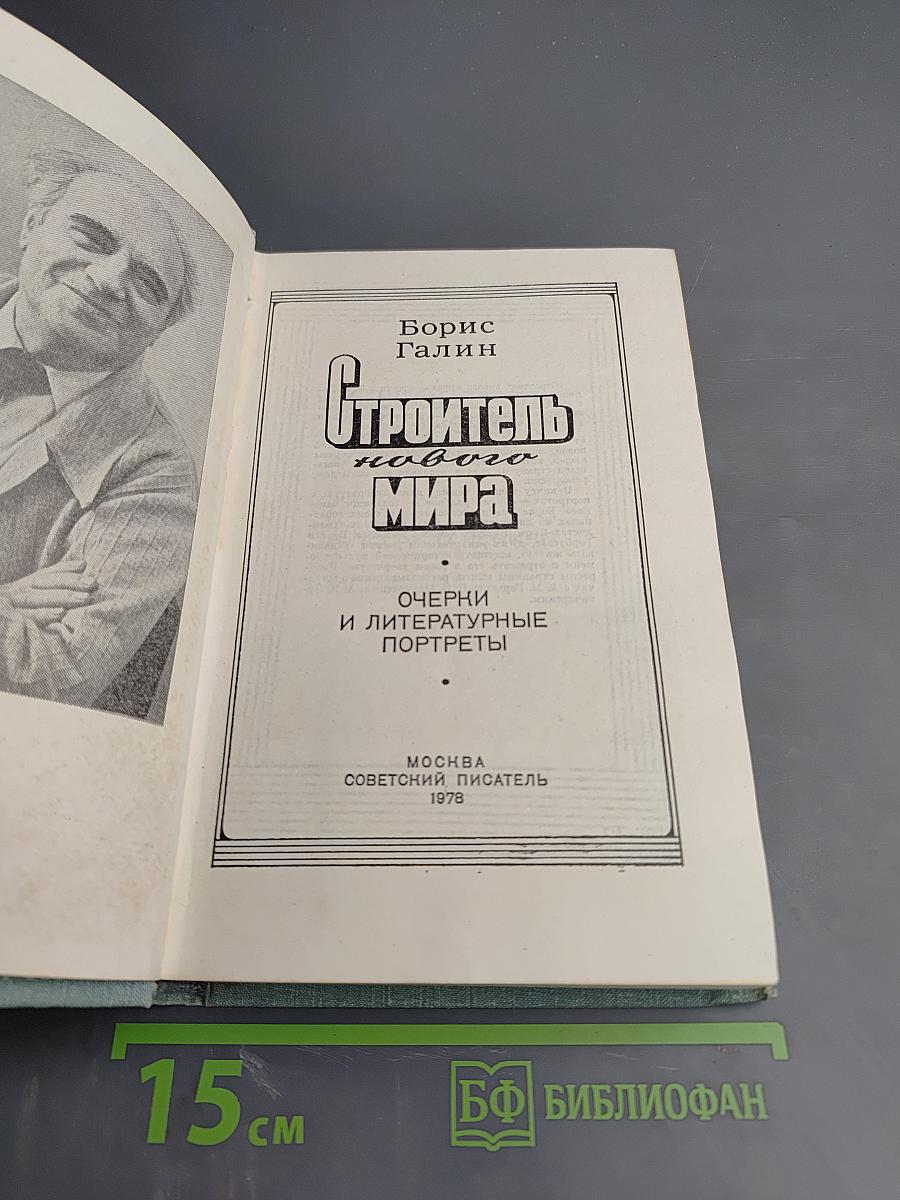 Борис
Галин
Строитель
нового
мира
ОЧЕРКИ
И ЛИТЕРАТУРНЫЕ
ПОРТРЕТЫ
МОСКВА
СОВЕТСКИЙ ПИСАТЕЛЬ
1978
15 см
БФ БИБЛИОФАН